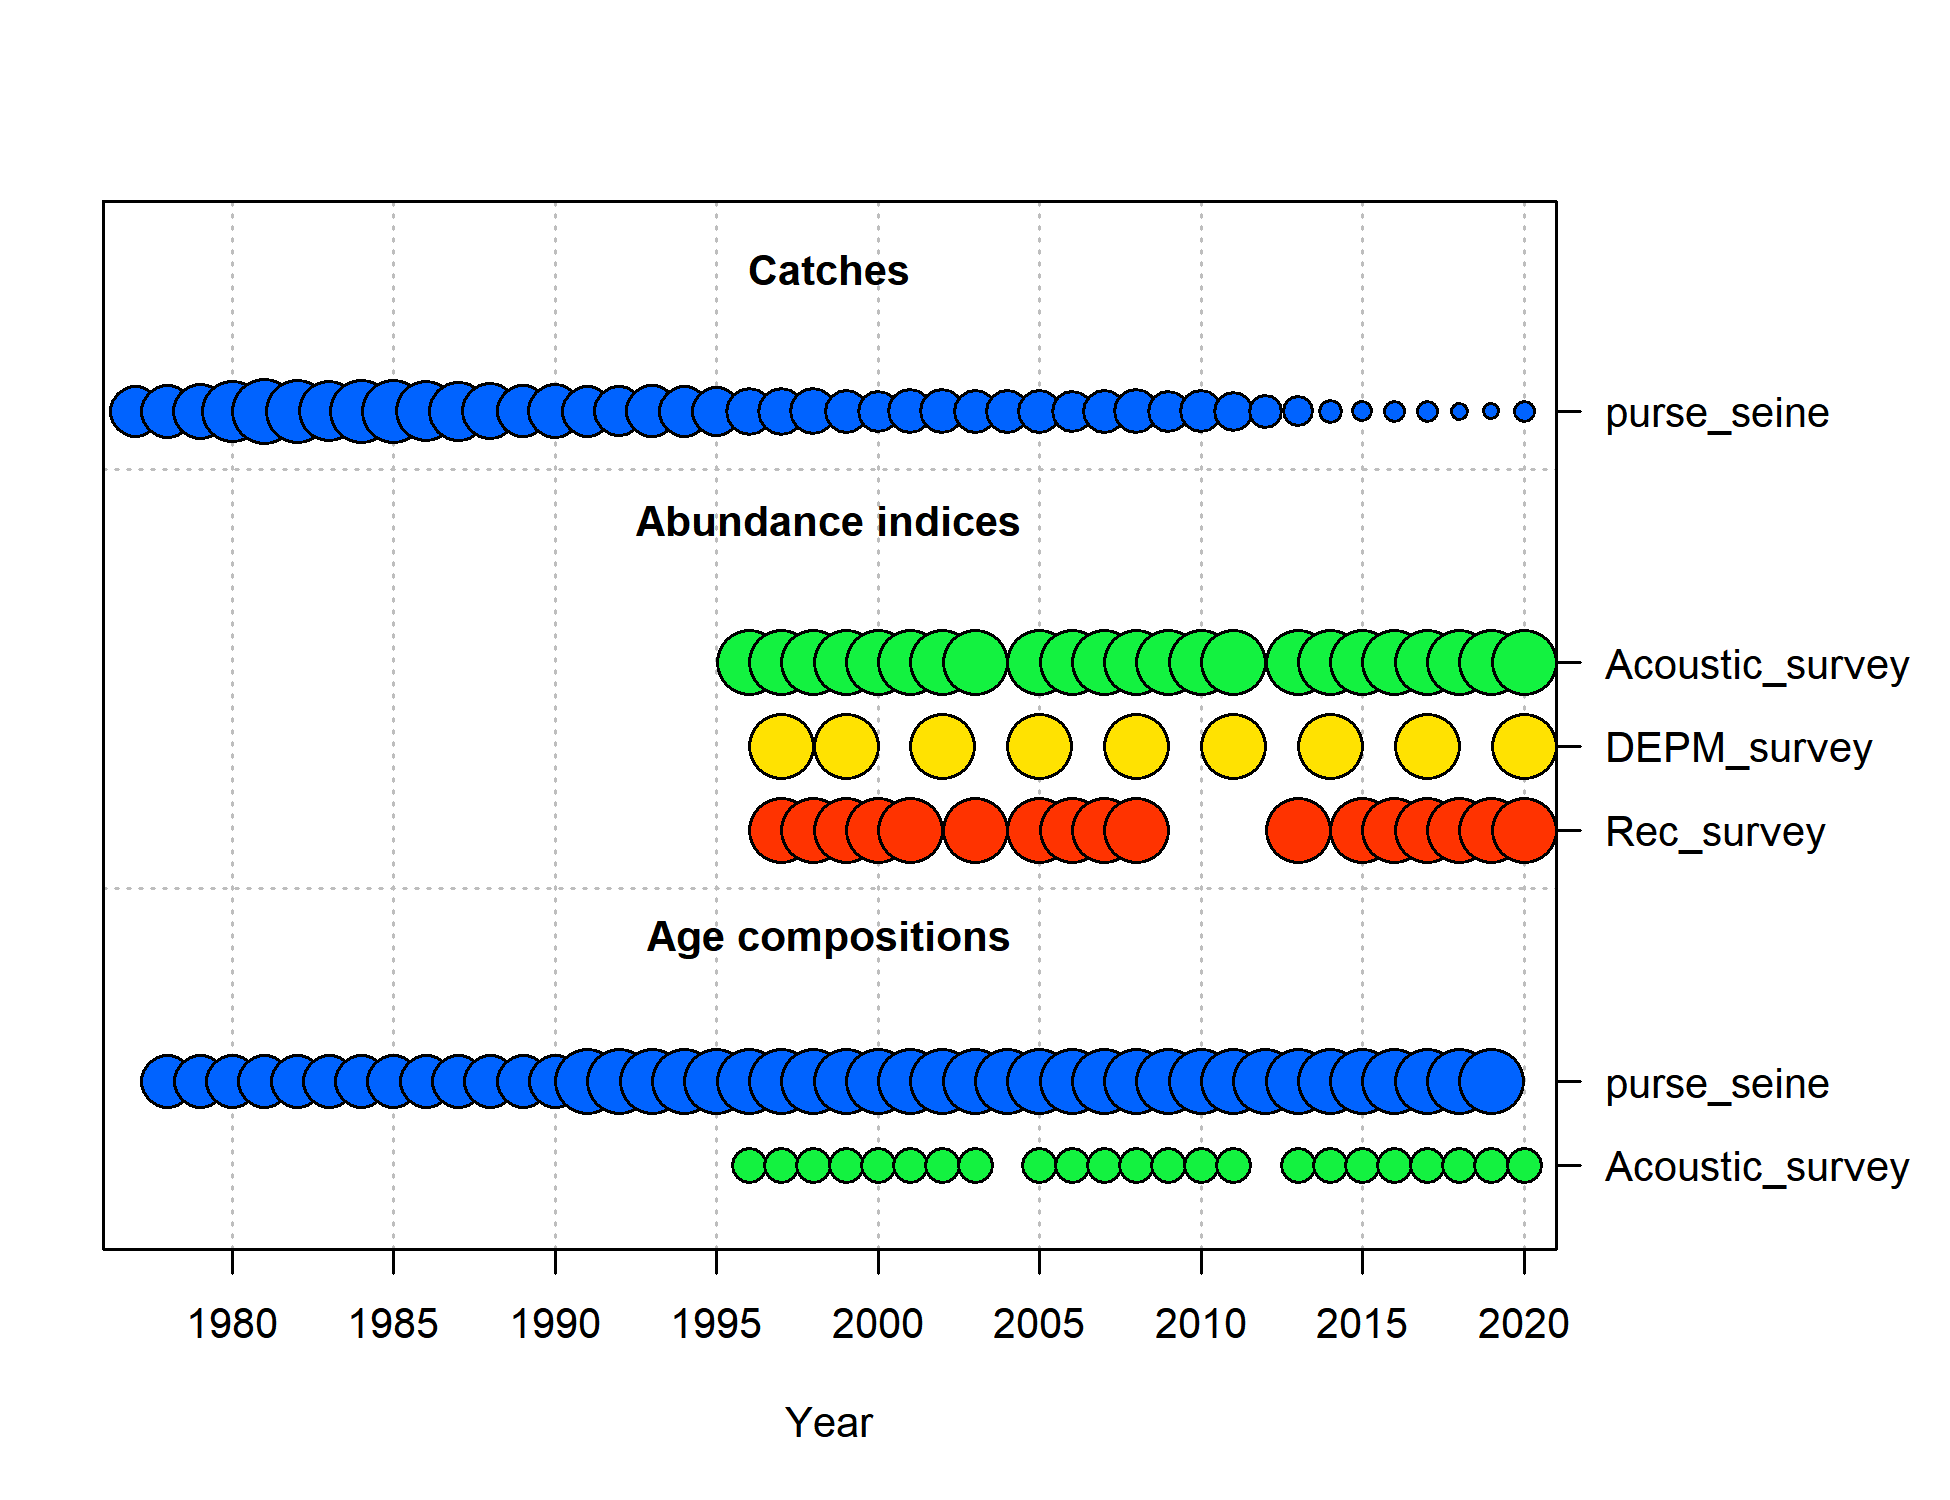 Catches
purse_seine
Abundance indices
Acoustic_survey
DEPM_survey
Rec_survey
Age compositions
purse_seine
Acoustic_survey
1980 1985 1990 1995 2000 2005 2010 2015 2020
Year